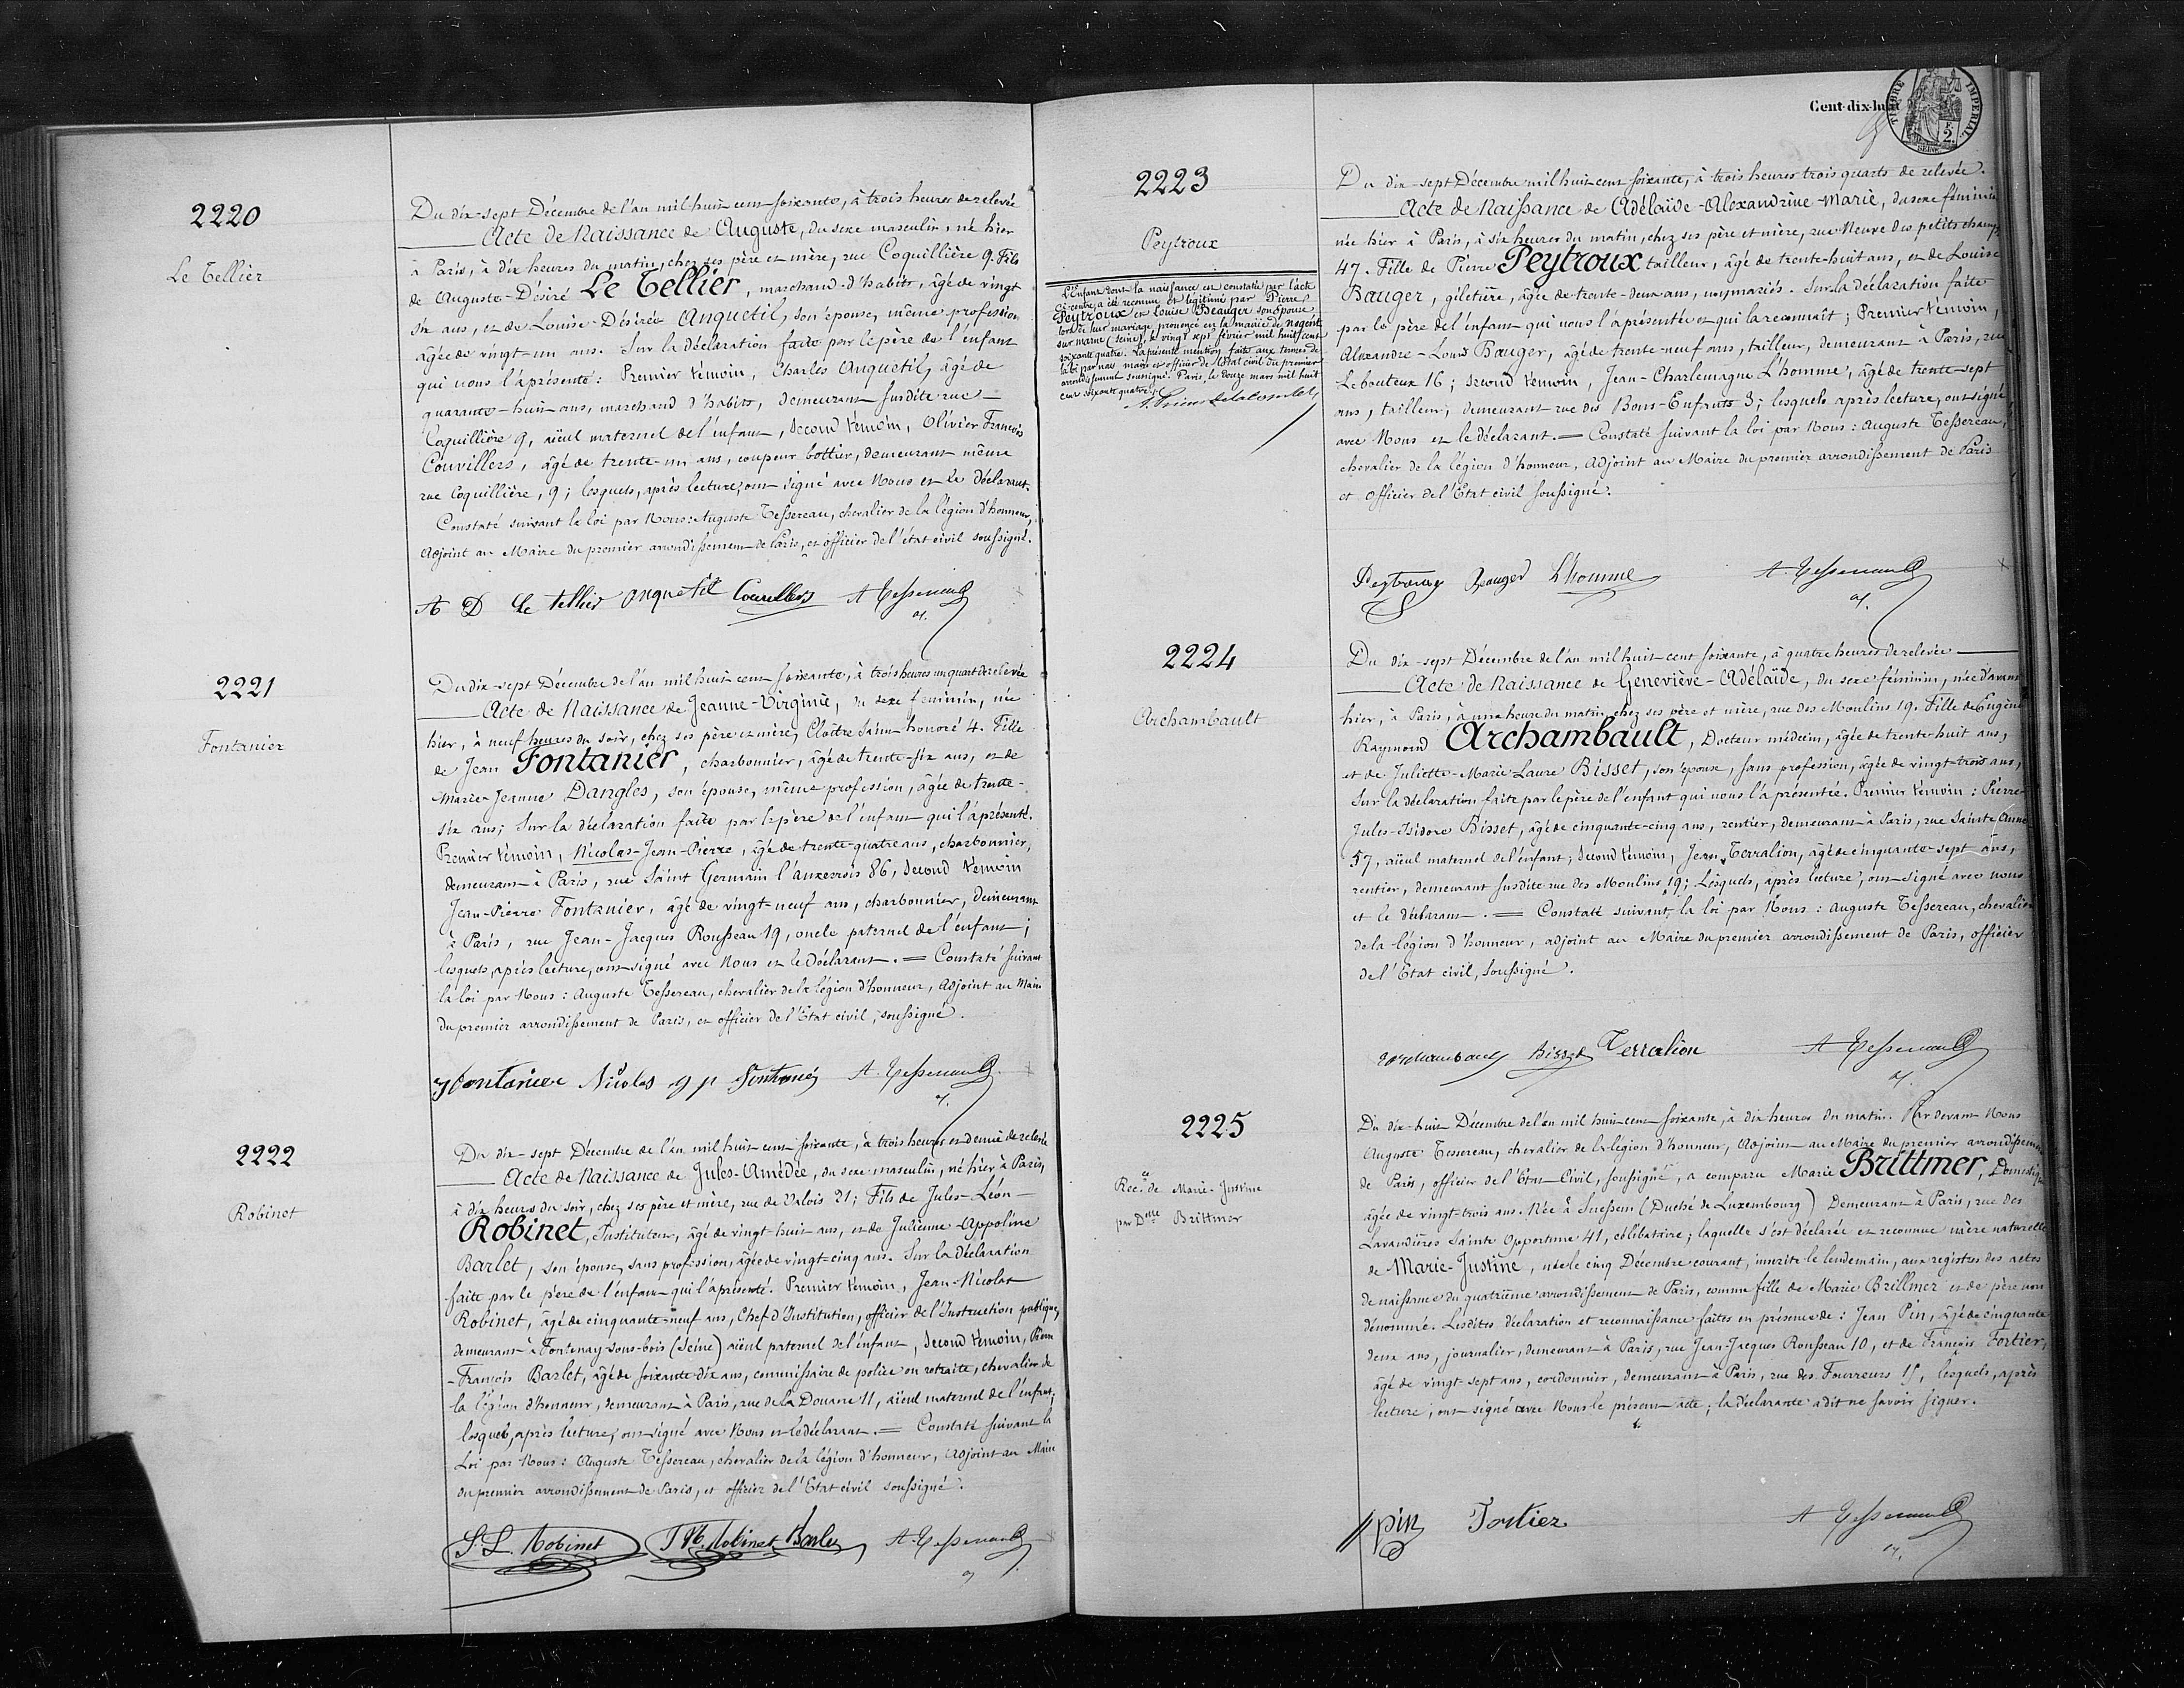 2220
Le Tellier
Du dix-sept Décembre de l'an mil huit cent soixante, à trois heures de relevée
Acte de Naissance de Auguste, du sexe masculin, né hier
à Paris, à dix heures du matin, chez ses père et mère, rue Coquillière 9. Fils
de Auguste-Désiré Le Tellier, marchand d'habits, âgé de vingt
six ans, et de Louise-Désirée Anquetil, son épouse, même profession
âgée de vingt-un ans. Sur la déclaration faite par le père de l'enfant
qui nous l'a présenté: Premier témoin, Charles Anquetil, âgé de
quarante-huit ans, marchand d'habits, demeurant susdite rue
Coquillière 9, aïeul maternel de l'enfant, Second témoin, Olivier François
Couvillers, âgé de trente-un ans, coupeur bottier, demeurant même
rue Coquillière, 9; lesquels, après lecture, ont signé avec Nous et le déclarant.
Constaté suivant la loi par Nous: Auguste Tessereau, chevalier de la légion d'honneur,
Adjoint au Maire du premier arrondissement de Paris, et officier de l'état civil soussigné.
A D Le tellier anquetil Couvillers A Tessereau
2221
Fontanier
Du dix-sept Décembre de l'an mil huit cent soixante, à trois heures un quart de relevée
Acte de Naissance de Jeanne-Virginie, du sexe féminin, née
hier, à neuf heures du soir, chez ses père et mère, Cloître Saint honoré 4. Fille
de Jean Fontanier, charbonnier, âgé de trente-six ans, et de
Marie-Jeanne Dangles, son épouse, même profession, âgée de trente-
six ans; Sur la déclaration faite par le père de l'enfant qui l'a présenté.
Premier témoin, Nicolas-Jean-Pierre, âgé de trente-quatre ans, charbonnier,
demeurant à Paris, rue Saint Germain l'Auxerrois 86, Second témoin
Jean-Pierre Fontanier, âgé de vingt-neuf ans, charbonnier, demeurant
à Paris, rue Jean-Jacques Rousseau 19, oncle paternel de l'enfant;
lesquels, après lecture, ont signé avec Nous et le déclarant. = Constaté suivant
la loi par Nous: Auguste Tessereau, chevalier de la légion d'honneur, Adjoint au Maire
du premier arrondissement de Paris, et officier de l'Etat civil, soussigné.
Fontanier Nicolas A. Tessereau
2222
Robinet
Du dix-sept Décembre de l'an mil huit cent soixante, à trois heures et demie de relevée
Acte de Naissance de Jules-Amédée, du sexe masculin, né hier à Paris,
à dix heures du soir, chez ses père et mère, rue de Valois 21; Fils de Jules-Léon
Robinet, Instituteur, âgé de vingt-huit ans, et de Julienne-Appoline
Barlet, son épouse, sans profession, âgée de vingt-cinq ans. Sur la déclaration
faite par le père de l'enfant qui l'a présenté. Premier témoin, Jean-Nicolas
Robinet, âgé de cinquante-neuf ans, Chef d'Institution, officier de l'Instruction publique,
demeurant à Fontenay sous-bois (Seine) aïeul paternel de l'enfant, Second témoin, Pierre
-François Barlet, âgé de soixante-dix ans, commissaire de police en retraite, chevalier de
la légion d'honneur, demeurant à Paris, rue de la Douane 11, aïeul maternel de l'enfant;
lesquels, après lecture, ont signé avec Nous et le déclarant. = Constaté suivant la
Loi par Nous: Auguste Tessereau, chevalier de la légion d'honneur, Adjoint au Maire
du premier arrondissement de Paris, et officier de l'Etat civil soussigné.
Robinet Robinet Barlet A. Tessereau
Cent-dix-huit
TIMBRE IMPERIAL
2.
SEINE
2223
Peytroux
L'Enfant dont la naissance est constatée par l'acte
ci-contre, a été reconnu et légitimé par Pierre
Peytroux et Louise Beauger son épouse
lors de leur mariage prononcé en la mairie de Nogent
sur marne (Seine), le vingt sept février mil huit cent
soixante quatre. La présente mention faite aux termes de
la loi par nous maire et officier de l'Etat civil du premier
arrondissement soussigné. Paris, le douze mars mil huit
cent soixante quatre.
Du dix-sept Décembre mil huit cent soixante, à trois heures trois quarts de relevée.
Acte de Naissance de Adélaïde-Alexandrine-Marie, du sexe féminin
née hier à Paris, à six heures du matin, chez ses père et mère, rue Neuve des petits champs
47. Fille de Pierre Peytroux tailleur, âgé de trente-huit ans, et de Louise
Bauger, giletière, âgée de trente-deux ans, non mariés. Sur la déclaration faite
par le père de l'enfant qui nous l'a présentée et qui la reconnaît; Premier témoin,
Alexandre-Louis Bauger, âgé de trente-neuf ans, tailleur, demeurant à Paris, rue
Lebouteux 16; Second témoin, Jean-Charlemagne L'homme, âgé de trente-sept
ans, tailleur, demeurant rue des Bons-Enfants 3; lesquels après lecture, ont signé
avec Nous et le déclarant. = Constaté suivant la loi par Nous: Auguste Tessereau,
chevalier de la légion d'honneur, Adjoint au Maire du premier arrondissement de Paris
et officier de l'Etat civil soussigné.
Peytroux Bauger Lhomme A. Tessereau
2224
Archambault
Du dix-sept Décembre de l'an mil huit cent soixante, à quatre heures de relevée
Acte de Naissance de Geneviève-Adélaïde, du sexe féminin, née d'avant
hier, à Paris, à une heure du matin, chez ses père et mère, rue des Moulins 19. Fille de Eugène
Raymond Archambault, Docteur médecin, âgé de trente-huit ans,
et de Juliette-Marie Laure Bisset, son épouse, sans profession, âgée de vingt-trois ans,
Sur la déclaration faite par le père de l'enfant qui nous l'a présentée. Premier témoin: Pierre
Jules-Isidore Bisset, âgé de cinquante-cinq ans, rentier, demeurant à Paris, rue Sainte Anne
57, aïeul maternel de l'enfant; Second témoin, Jean Terralion, âgé de cinquante-sept ans,
rentier, demeurant susdite rue des Moulins 19; Lesquels, après lecture, ont signé avec nous
et le déclarant. = Constaté suivant la loi par Nous: Auguste Tessereau, chevalier
de la légion d'honneur, adjoint au Maire du premier arrondissement de Paris, officier
de l'Etat civil, soussigné.
Archambault Bisset Terralion A Tessereau
2225
Rec.ce de Marie-Justine
par Delle Brittmer
Du dix-huit Décembre de l'an mil huit cent soixante, à dix heures du matin. Par devant Nous
Auguste Tessereau, chevalier de la légion d'honneur, Adjoint au Maire du premier arrondissement
de Paris, officier de l'Etat-Civil, soussigné, a comparu Marie Brittmer, Domestique
âgée de vingt-trois ans. Née à (Duché de Luxembourg) Demeurant à Paris, rue des
Lavandières Sainte Opportune 41, célibataire; laquelle s'est déclarée et reconnue mère naturelle
de Marie-Justine, née le cinq Décembre courant, inscrite le lendemain, aux registres des actes
de naissance du quatrième arrondissement de Paris, comme fille de Marie Brillmer et de père non
dénommé. Lesdites déclaration et reconnaissance faites en présence de: Jean Pin, âgé de cinquante
deux ans, journalier, demeurant à Paris, rue Jean-Jacques Rousseau 10, et de François Fortier,
âgé de vingt-sept ans, cordonnier, demeurant à Paris, rue des Fourreurs 15, lesquels, après
lecture, ont signé avec Nous le présent acte; la déclarante a dit ne savoir signer.
pin Fortier A Tessereau